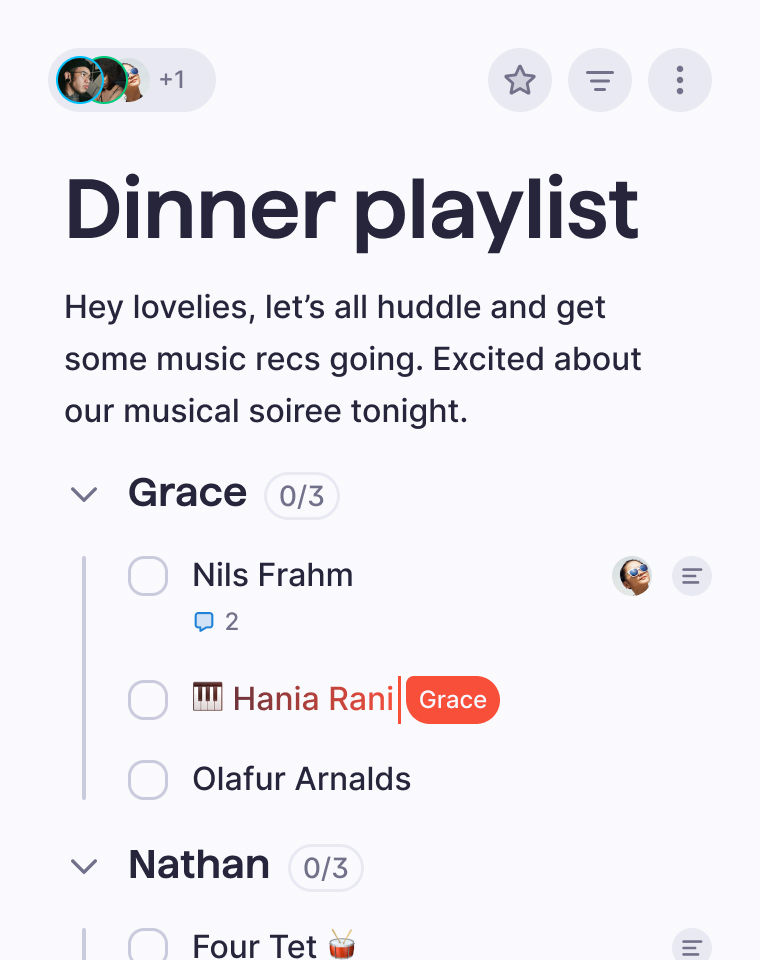 +1
Dinner playlist
Hey lovelies, let’s all huddle and get
some music recs going. Excited about
our musical soiree tonight.
Grace 0/3
Nils Frahm
2
🎹 Hania Rani Grace
Olafur Arnalds
Nathan 0/3
Four Tet 🥁